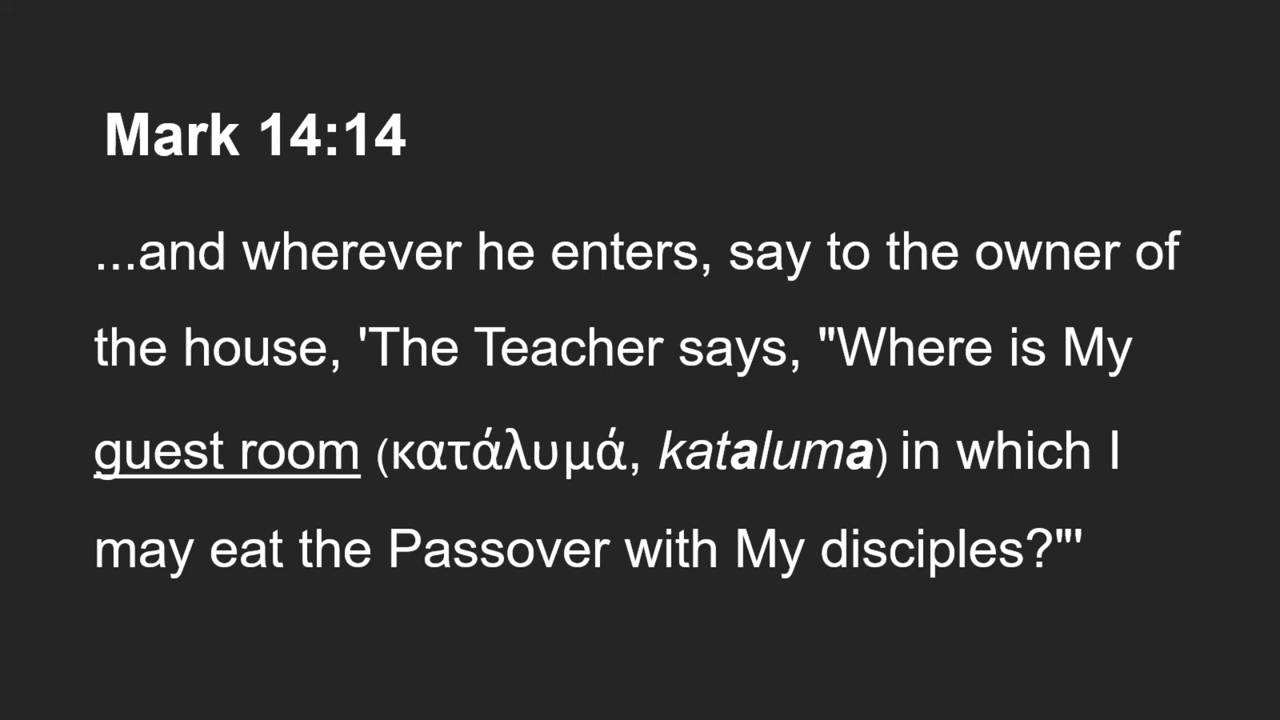 Mark 14:14
...and wherever he enters, say to the owner of
the house, 'The Teacher says, "Where is My
guest room (κατάλυμά, kataluma) in which I
may eat the Passover with My disciples?"'